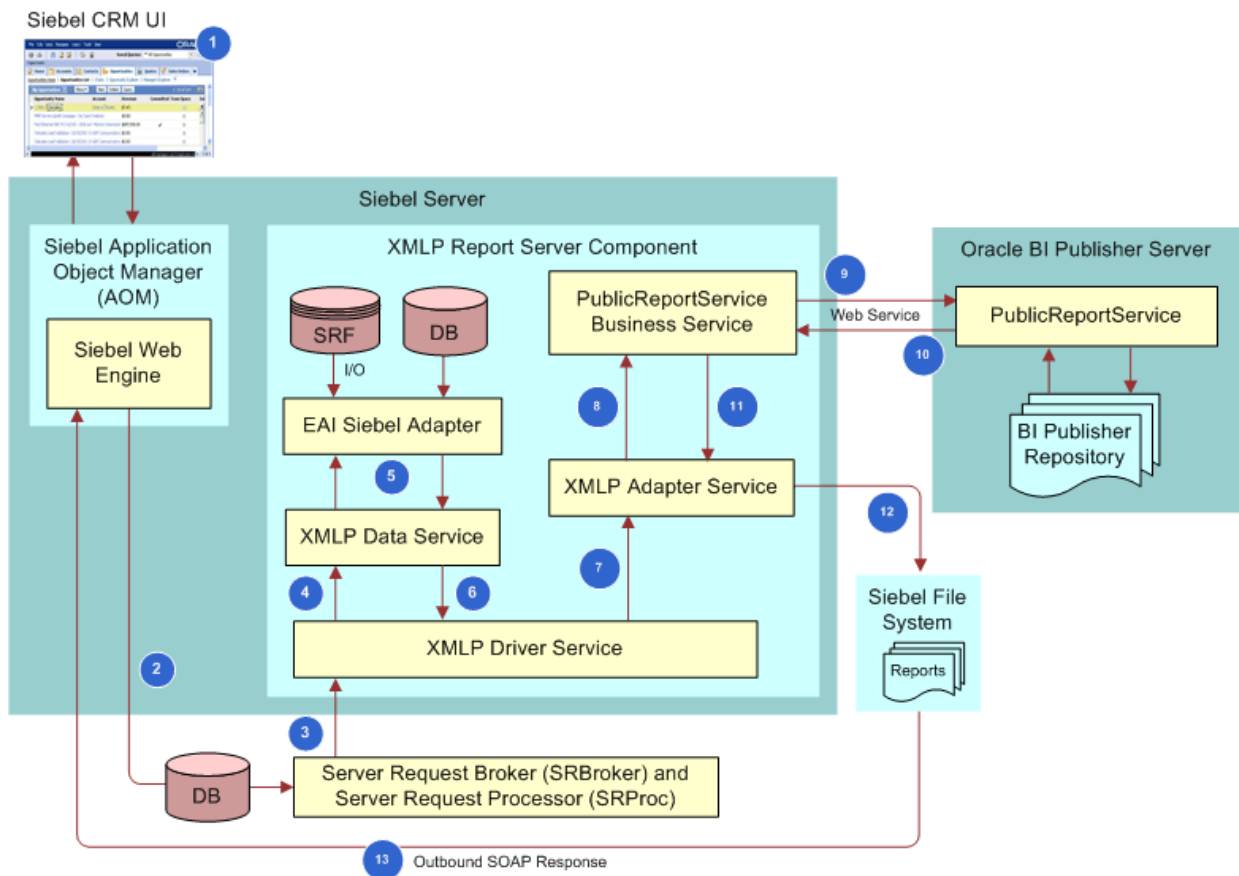 Siebel CRM UI
1
Siebel Server
Siebel Application
Object Manager
(AOM)
Siebel Web
Engine
XMLP Report Server Component
SRF
DB
I/O
EAI Siebel Adapter
5
XMLP Data Service
4
6
XMLP Driver Service
PublicReportService
Business Service
8
11
XMLP Adapter Service
7
9
Web Service
10
Oracle BI Publisher Server
PublicReportService
BI Publisher
Repository
12
Siebel File
System
Reports
2
3
DB
Server Request Broker (SRBroker) and
Server Request Processor (SRProc)
13
Outbound SOAP Response